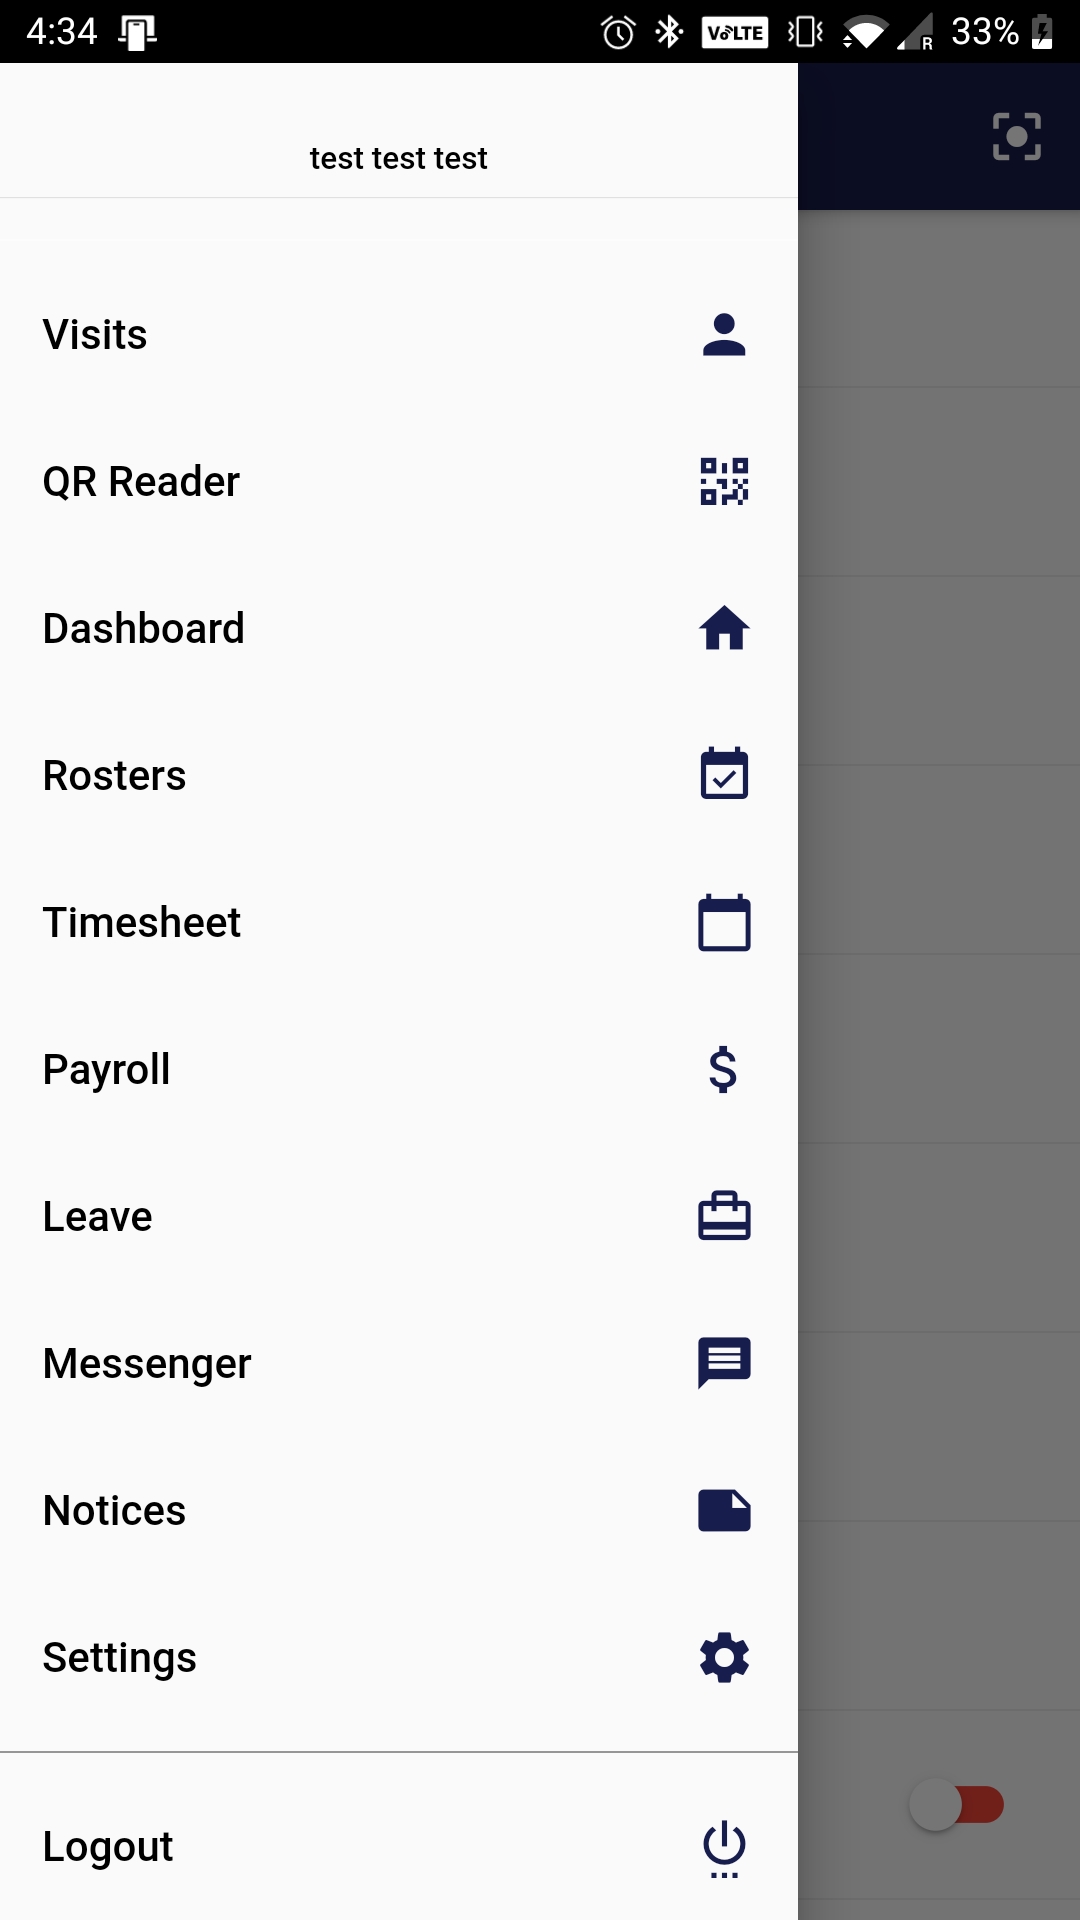 4:34 VoLTE R 33%
test test test
Visits
QR Reader
Dashboard
Rosters
Timesheet
Payroll
Leave
Messenger
Notices
Settings
Logout